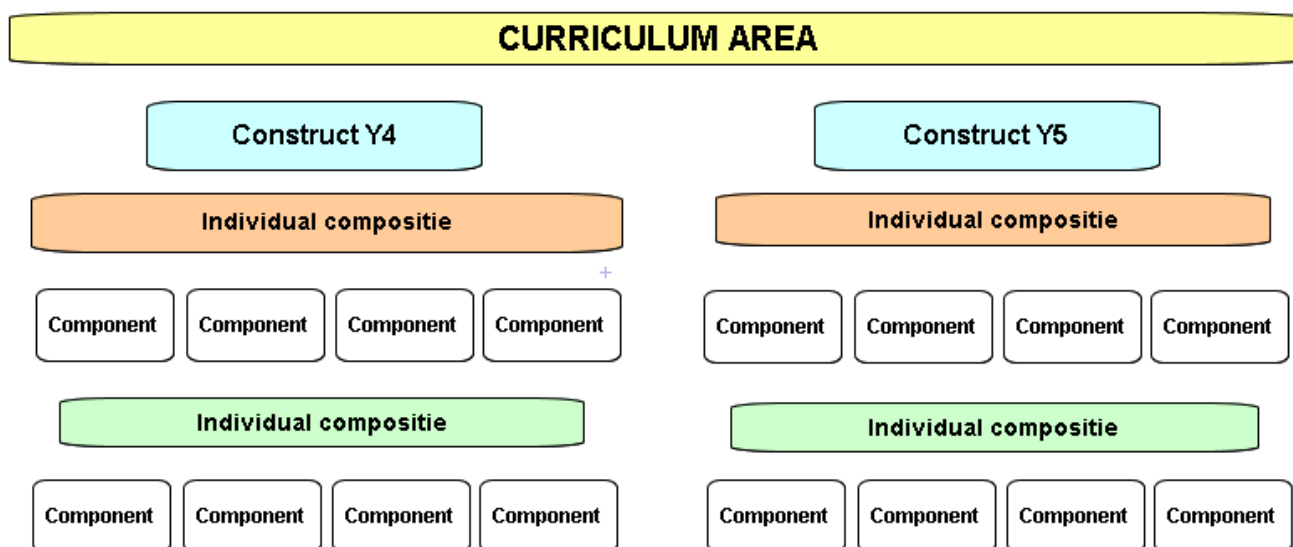 CURRICULUM AREA
Construct Y4 Construct Y5
Individual compositie Individual compositie
Component Component Component Component Component Component Component Component
Individual compositie Individual compositie
Component Component Component Component Component Component Component Component